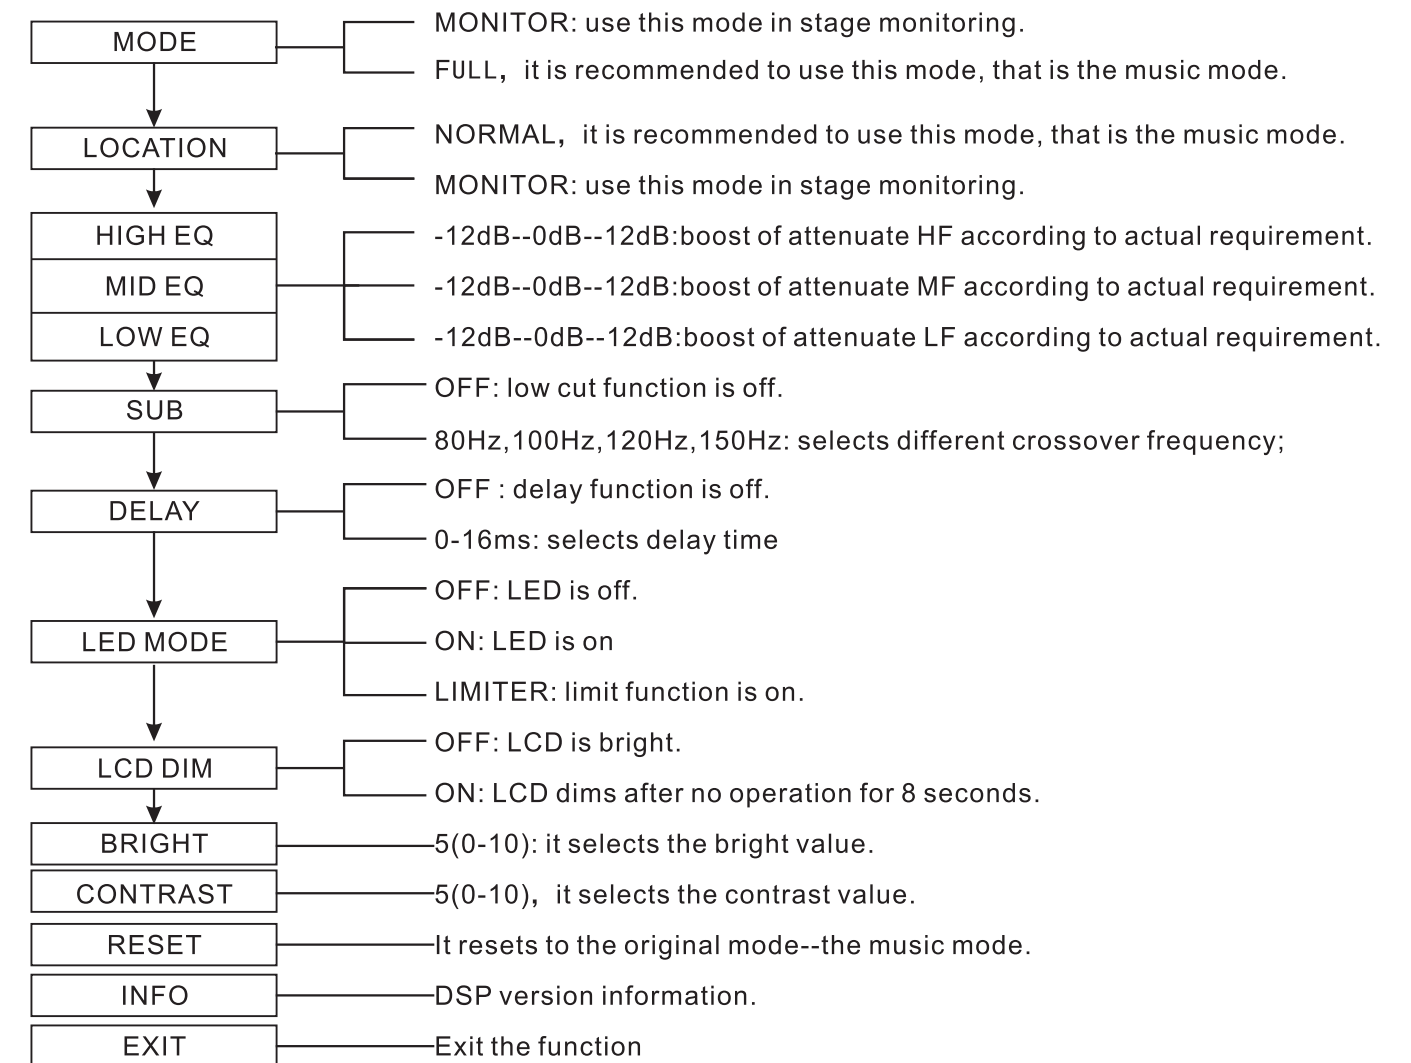 MODE
MONITOR: use this mode in stage monitoring.
FULL，it is recommended to use this mode, that is the music mode.
LOCATION
NORMAL，it is recommended to use this mode, that is the music mode.
MONITOR: use this mode in stage monitoring.
HIGH EQ
-12dB--0dB--12dB:boost of attenuate HF according to actual requirement.
MID EQ
-12dB--0dB--12dB:boost of attenuate MF according to actual requirement.
LOW EQ
-12dB--0dB--12dB:boost of attenuate LF according to actual requirement.
SUB
OFF: low cut function is off.
80Hz,100Hz,120Hz,150Hz: selects different crossover frequency;
DELAY
OFF : delay function is off.
0-16ms: selects delay time
LED MODE
OFF: LED is off.
ON: LED is on
LIMITER: limit function is on.
LCD DIM
OFF: LCD is bright.
ON: LCD dims after no operation for 8 seconds.
BRIGHT
5(0-10): it selects the bright value.
CONTRAST
5(0-10)，it selects the contrast value.
RESET
It resets to the original mode--the music mode.
INFO
DSP version information.
EXIT
Exit the function